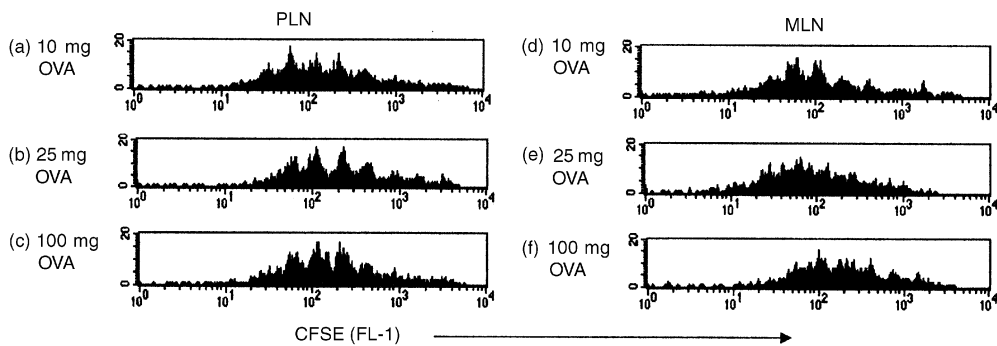 PLN
MLN
(a) 10 mg OVA
20
0
10^0 10^1 10^2 10^3 10^4
(d) 10 mg OVA
20
0
10^0 10^1 10^2 10^3 10^4
(b) 25 mg OVA
20
0
10^0 10^1 10^2 10^3 10^4
(e) 25 mg OVA
20
0
10^0 10^1 10^2 10^3 10^4
(c) 100 mg OVA
20
0
10^0 10^1 10^2 10^3 10^4
(f) 100 mg OVA
20
0
10^0 10^1 10^2 10^3 10^4
CFSE (FL-1)